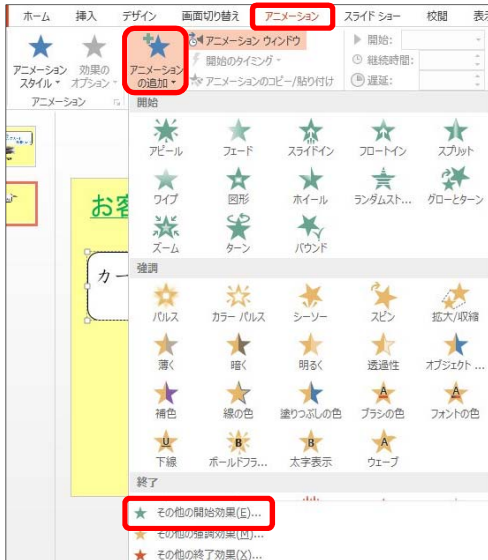 ホーム 挿入 デザイン 画面切り替え アニメーション スライド ショー 校閲 表示
アニメーション スタイル
効果の オプション
アニメーション の追加
アニメーション ウィンドウ
開始のタイミング
アニメーションのコピー/貼り付け
開始:
継続時間:
遅延:
アニメーション
開始
アピール フェード スライドイン フロートイン スプリット
ワイプ 図形 ホイール ランダムスト... グローとターン
ズーム ターン バウンド
お客
カー
強調
パルス カラー パルス シーソー スピン 拡大/収縮
薄く 暗く 明るく 透過性 オブジェクト ...
補色 線の色 塗りつぶしの色 ブラシの色 フォントの色
下線 ボールドフラ... 太字表示 ウェーブ
終了
その他の開始効果(E)...
その他の強調効果(M)...
その他の終了効果(X)...